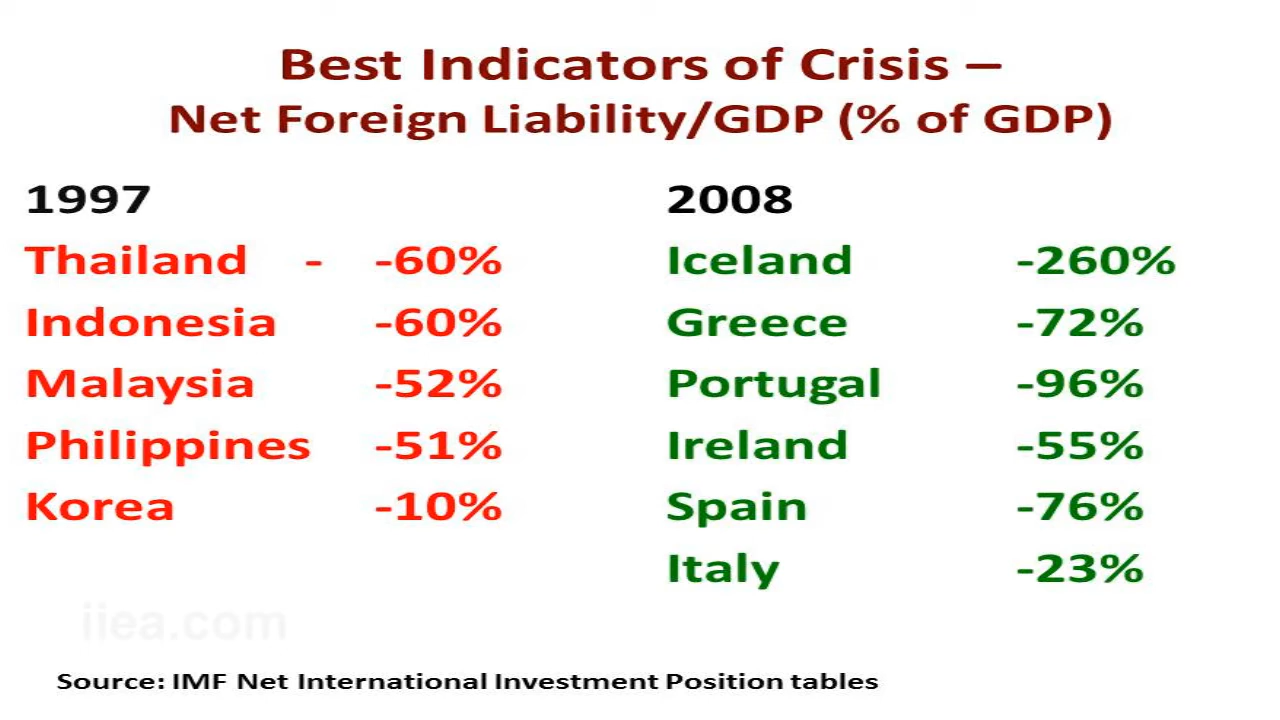 Best Indicators of Crisis –
Net Foreign Liability/GDP (% of GDP)
1997
Thailand - -60%
Indonesia -60%
Malaysia -52%
Philippines -51%
Korea -10%
2008
Iceland -260%
Greece -72%
Portugal -96%
Ireland -55%
Spain -76%
Italy -23%
iiea.com
Source: IMF Net International Investment Position tables